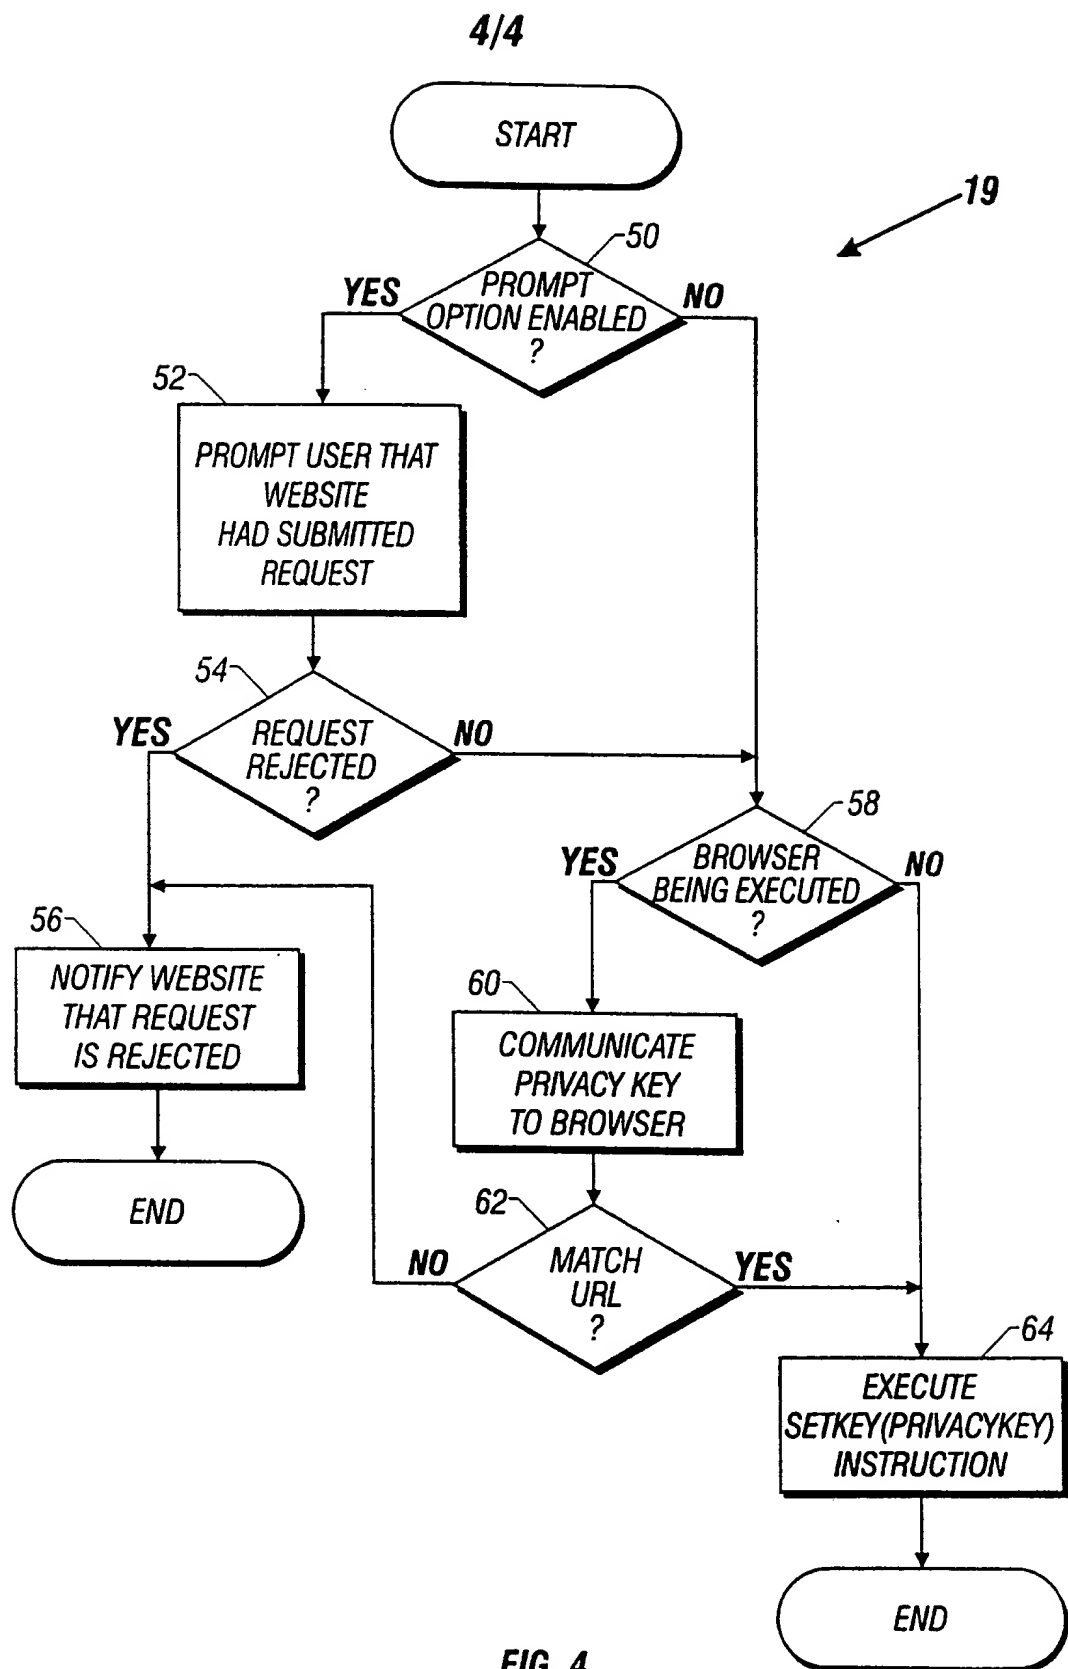 4/4
START
19
50
PROMPT
OPTION ENABLED
?
YES
NO
52
PROMPT USER THAT
WEBSITE
HAD SUBMITTED
REQUEST
54
REQUEST
REJECTED
?
YES
NO
58
BROWSER
BEING EXECUTED
?
YES
NO
56
NOTIFY WEBSITE
THAT REQUEST
IS REJECTED
END
60
COMMUNICATE
PRIVACY KEY
TO BROWSER
62
MATCH
URL
?
NO
YES
64
EXECUTE
SETKEY(PRIVACYKEY)
INSTRUCTION
END
FIG. 4